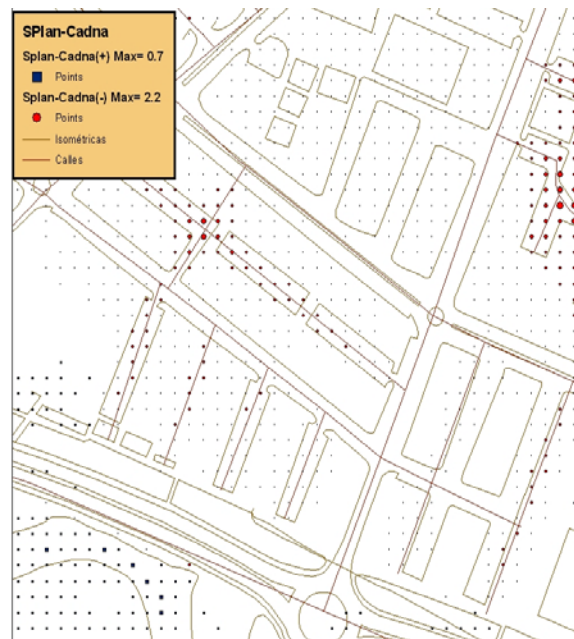 SPlan-Cadna
Splan-Cadna(+) Max= 0.7
Points
Splan-Cadna(-) Max= 2.2
Points
Isométricas
Calles